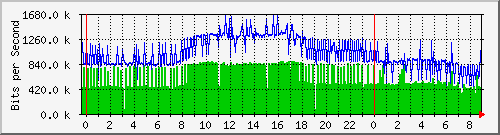 1680.0 k
1260.0 k
840.0 k
420.0 k
0.0 k
Bits per Second
0 2 4 6 8 10 12 14 16 18 20 22 0 2 4 6 8